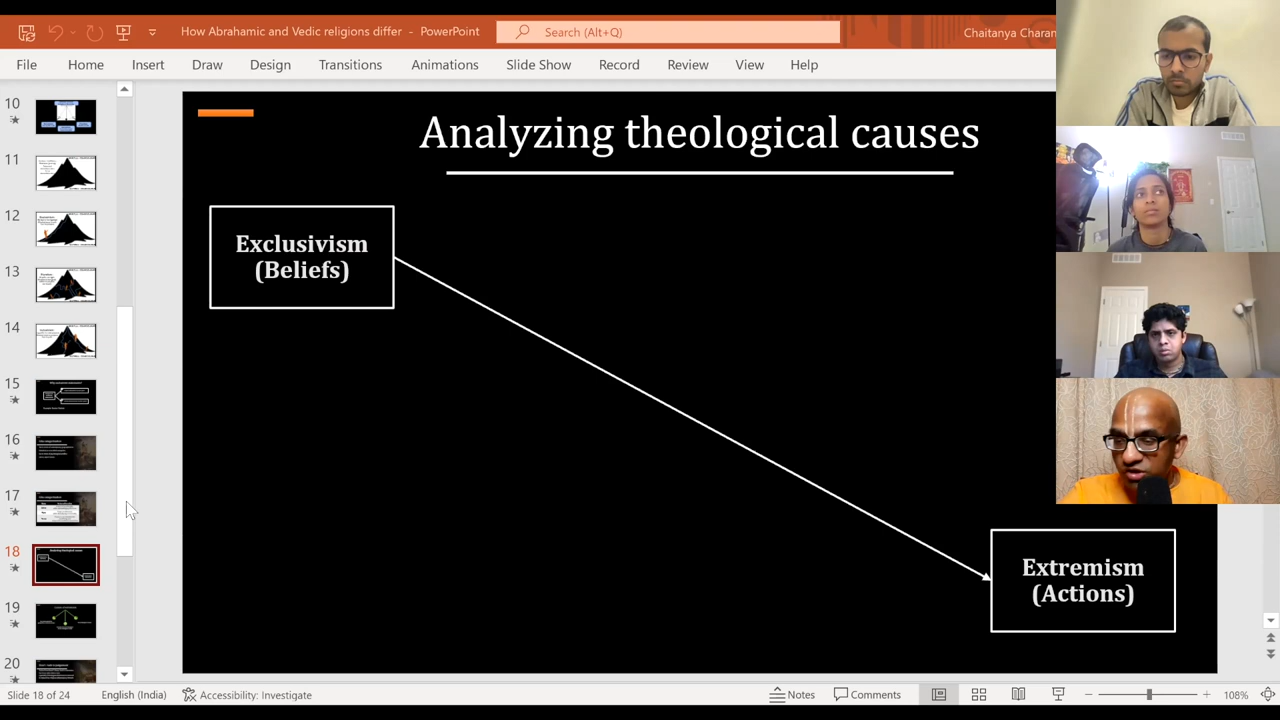 How Abrahamic and Vedic religions differ - PowerPoint
Search (Alt+Q)
Chaitanya Charan
File Home Insert Draw Design Transitions Animations Slide Show Record Review View Help
10
11
12
13
14
15
16
17
18
19
20
Analyzing theological causes
Exclusivism
(Beliefs)
Extremism
(Actions)
Slide 18 of 24 English (India) Accessibility: Investigate Notes Comments 108%